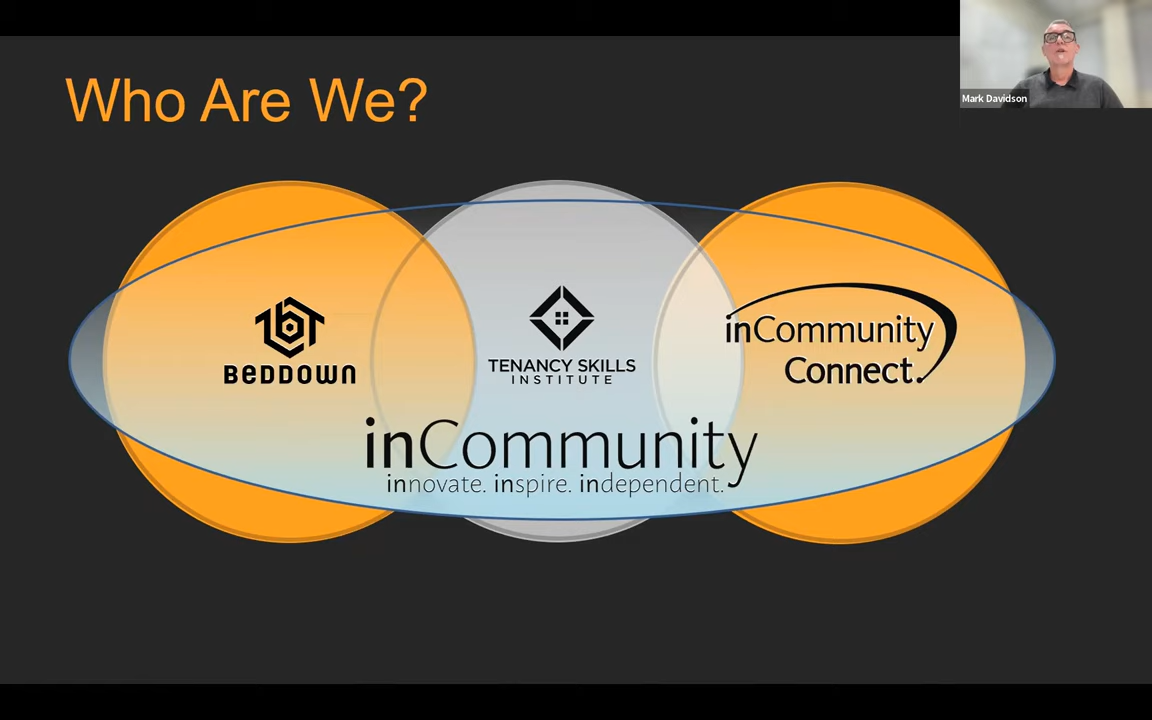 Who Are We?
Mark Davidson
BEDDOWN
TENANCY SKILLS
INSTITUTE
inCommunity
Connect.
inCommunity
innovate. inspire. independent.